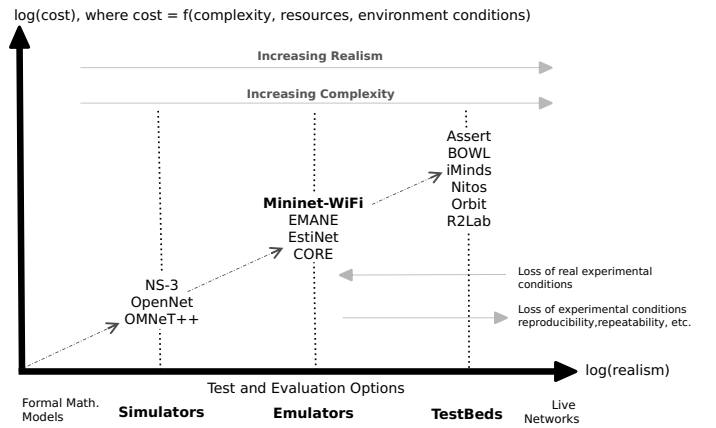 log(cost), where cost = f(complexity, resources, environment conditions)
Increasing Realism
Increasing Complexity
Assert
BOWL
iMinds
Nitos
Orbit
R2Lab
Mininet-WiFi
EMANE
EstiNet
CORE
NS-3
OpenNet
OMNeT++
Loss of real experimental
conditions
Loss of experimental conditions
reproducibility,repeatability, etc.
log(realism)
Test and Evaluation Options
Formal Math.
Models
Simulators
Emulators
TestBeds
Live
Networks